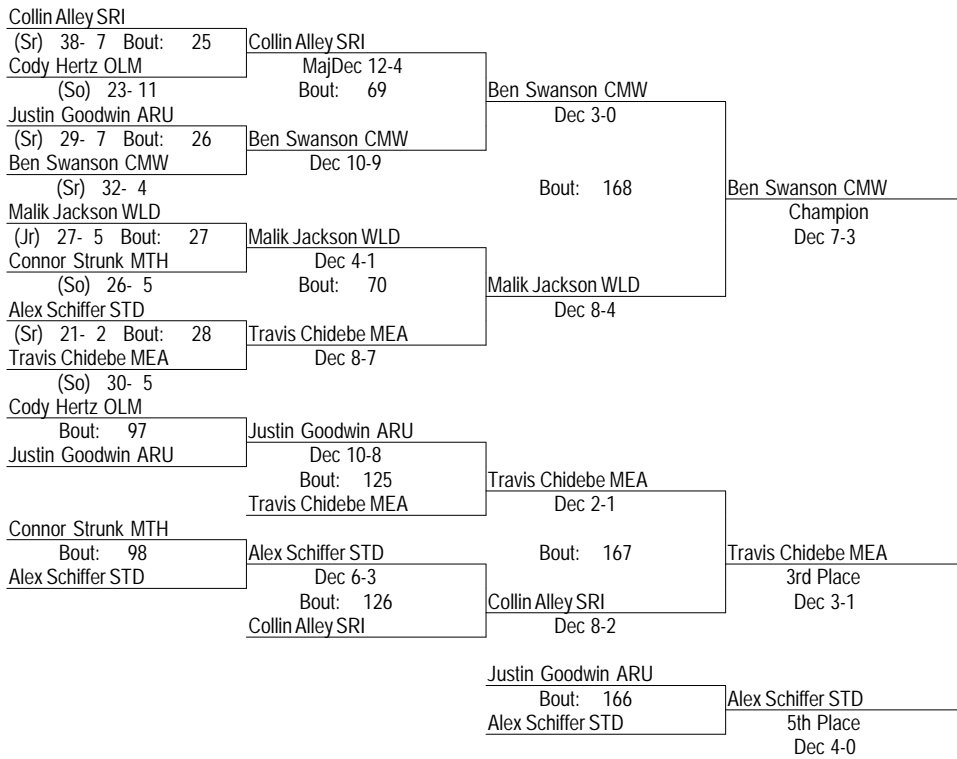 Collin Alley SRI
(Sr) 38- 7 Bout: 25 Collin Alley SRI
Cody Hertz OLM MajDec 12-4
(So) 23- 11 Bout: 69 Ben Swanson CMW
Justin Goodwin ARU Dec 3-0
(Sr) 29- 7 Bout: 26 Ben Swanson CMW
Ben Swanson CMW Dec 10-9
(Sr) 32- 4 Bout: 168 Ben Swanson CMW
Malik Jackson WLD Champion
(Jr) 27- 5 Bout: 27 Malik Jackson WLD Dec 7-3
Connor Strunk MTH Dec 4-1
(So) 26- 5 Bout: 70 Malik Jackson WLD
Alex Schiffer STD Dec 8-4
(Sr) 21- 2 Bout: 28 Travis Chidebe MEA
Travis Chidebe MEA Dec 8-7
(So) 30- 5
Cody Hertz OLM
Bout: 97 Justin Goodwin ARU
Justin Goodwin ARU Dec 10-8
Bout: 125 Travis Chidebe MEA
Travis Chidebe MEA Dec 2-1
Connor Strunk MTH
Bout: 98 Alex Schiffer STD Bout: 167 Travis Chidebe MEA
Alex Schiffer STD Dec 6-3 3rd Place
Bout: 126 Collin Alley SRI Dec 3-1
Collin Alley SRI Dec 8-2
Justin Goodwin ARU
Bout: 166 Alex Schiffer STD
Alex Schiffer STD 5th Place
Dec 4-0